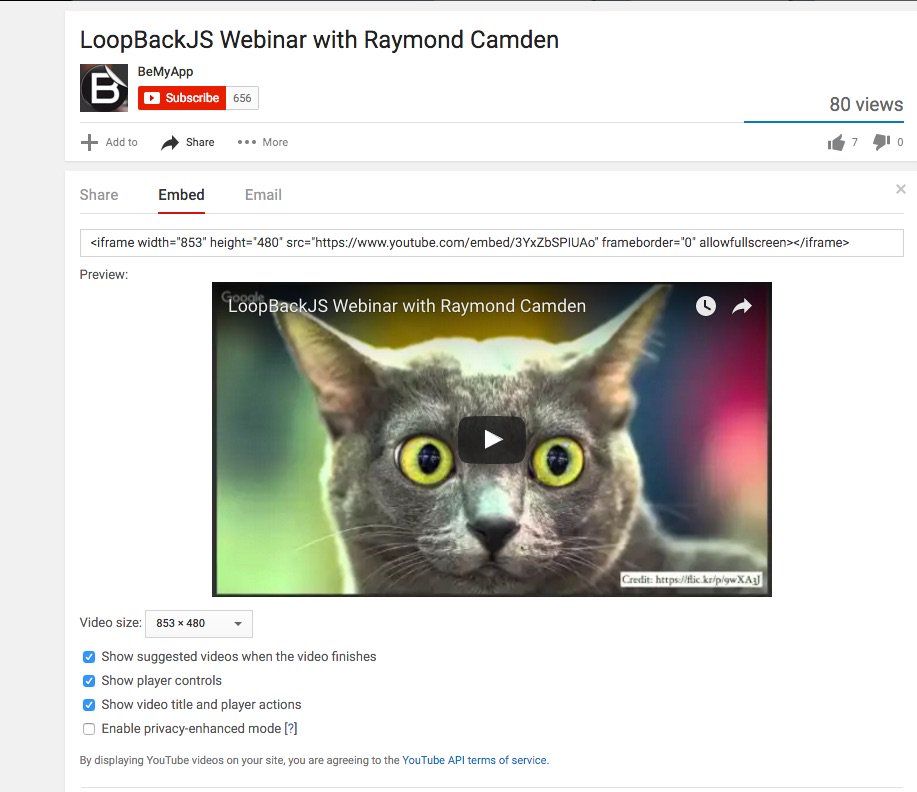 LoopBackJS Webinar with Raymond Camden
B
BeMyApp
Subscribe 656
80 views
Add to Share More
7 0
Share Embed Email
<iframe width="853" height="480" src="https://www.youtube.com/embed/3YxZbSPIUAo" frameborder="0" allowfullscreen></iframe>
Preview:
Google
LoopBackJS Webinar with Raymond Camden
Credit: https://flic.kr/p/9wXA3J
Video size: 853 × 480
Show suggested videos when the video finishes
Show player controls
Show video title and player actions
Enable privacy-enhanced mode [?]
By displaying YouTube videos on your site, you are agreeing to the YouTube API terms of service.